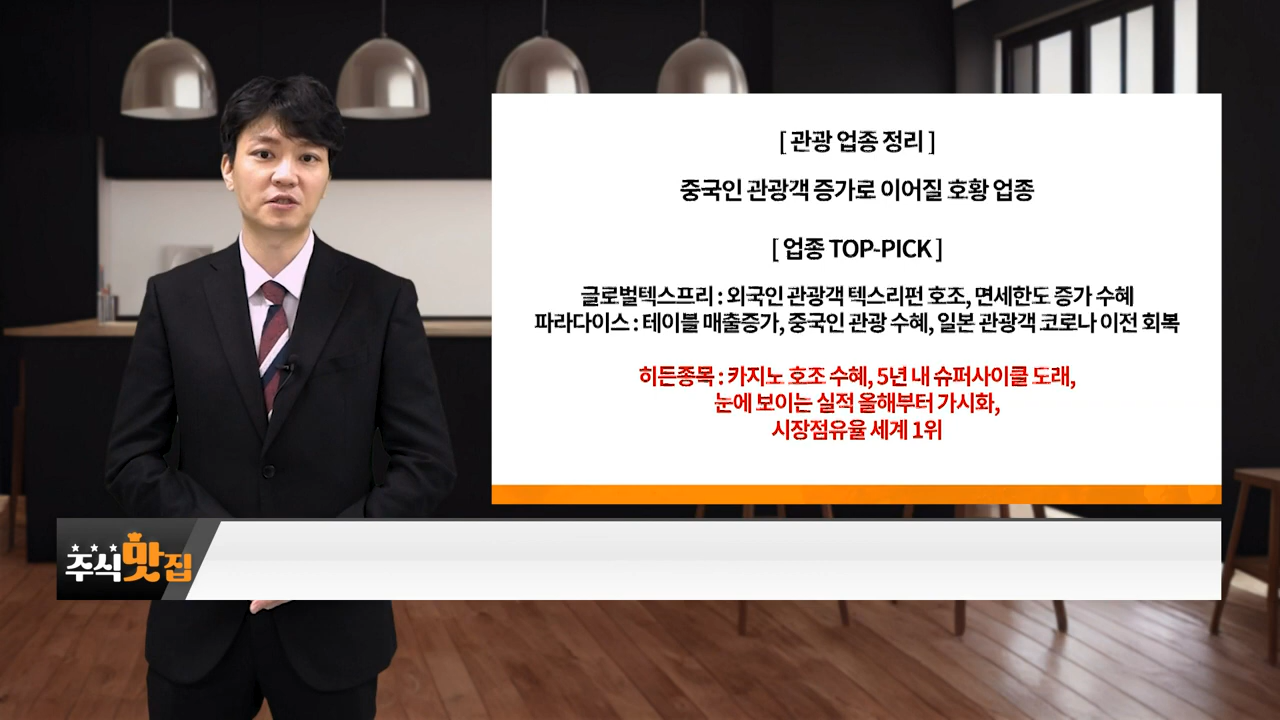 [ 관광 업종 정리 ]
중국인 관광객 증가로 이어질 호황 업종
[ 업종 TOP-PICK ]
글로벌텍스프리 : 외국인 관광객 텍스리펀 호조, 면세한도 증가 수혜
파라다이스 : 테이블 매출증가, 중국인 관광 수혜, 일본 관광객 코로나 이전 회복
히든종목 : 카지노 호조 수혜, 5년 내 슈퍼사이클 도래,
눈에 보이는 실적 올해부터 가시화,
시장점유율 세계 1위
주식맛집